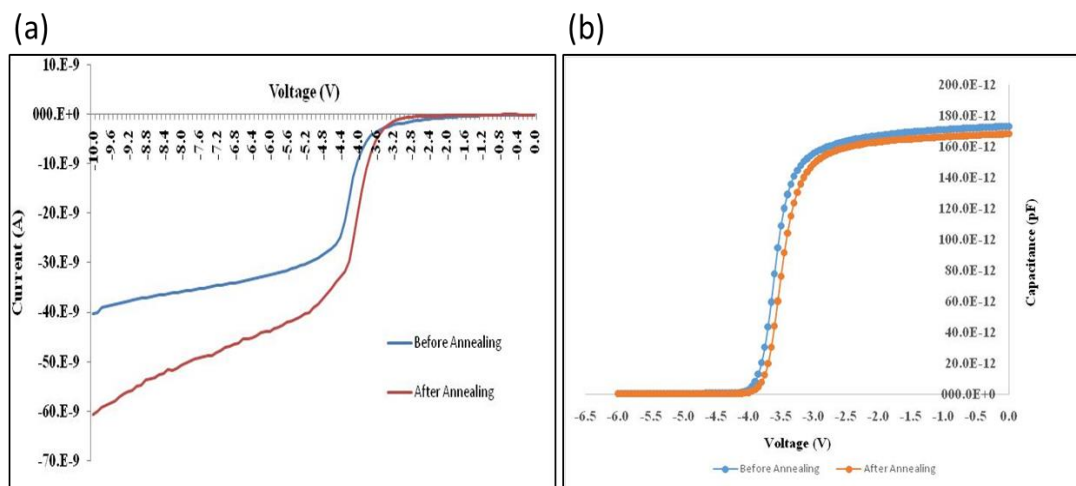 (a)
(b)
Voltage (V)
10.E-9
000.E+0
-10.E-9
-20.E-9
-30.E-9
-40.E-9
-50.E-9
-60.E-9
-70.E-9
Current (A)
-10.0 -9.6 -9.2 -8.8 -8.4 -8.0 -7.6 -7.2 -6.8 -6.4 -6.0 -5.6 -5.2 -4.8 -4.4 -4.0 -3.6 -3.2 -2.8 -2.4 -2.0 -1.6 -1.2 -0.8 -0.4 0.0
Before Annealing
After Annealing
200.0E-12
180.0E-12
160.0E-12
140.0E-12
120.0E-12
100.0E-12
80.0E-12
60.0E-12
40.0E-12
20.0E-12
000.0E+0
Capacitance (pF)
-6.5 -6.0 -5.5 -5.0 -4.5 -4.0 -3.5 -3.0 -2.5 -2.0 -1.5 -1.0 -0.5 0.0
Voltage (V)
Before Annealing After Annealing